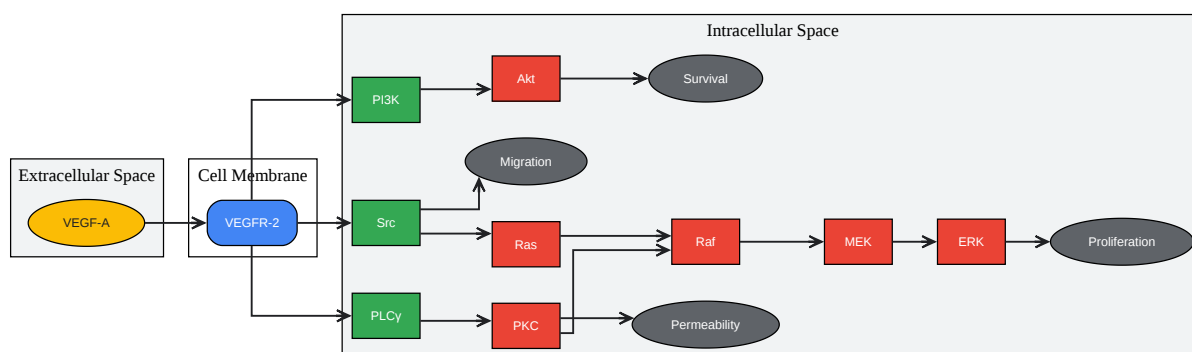 Intracellular Space
Akt
Survival
PI3K
Migration
Extracellular Space
Cell Membrane
VEGF-A
VEGFR-2
Src
Ras
Raf
MEK
ERK
Proliferation
PLCγ
PKC
Permeability